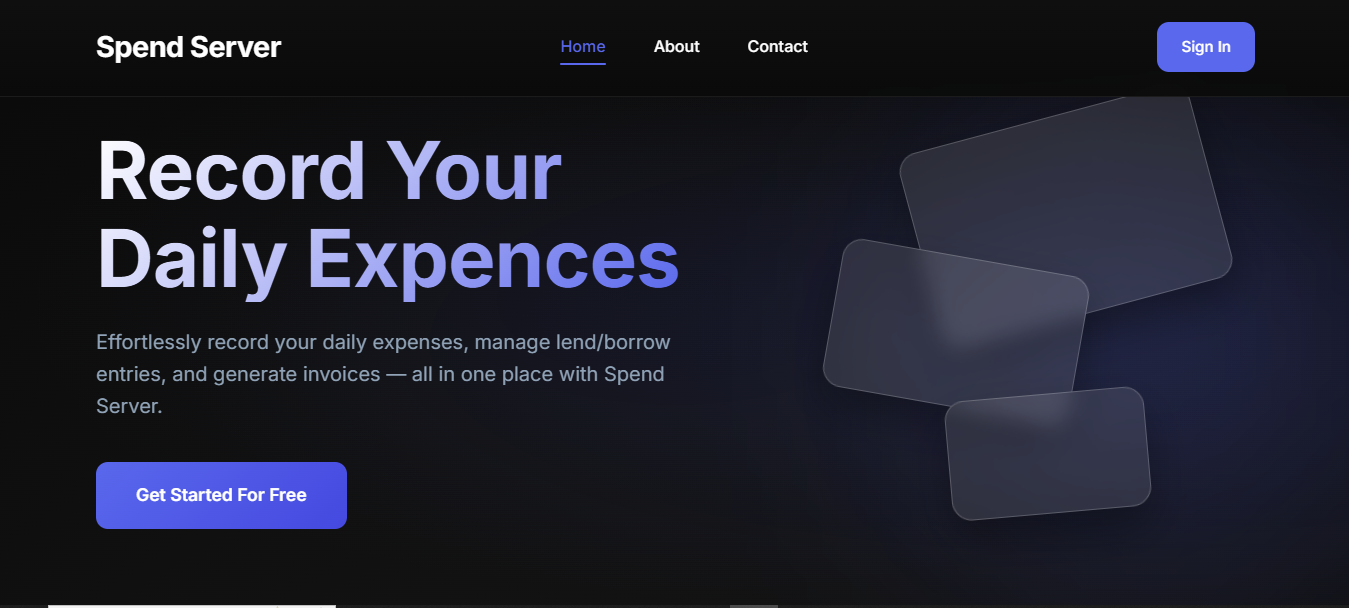 Spend Server
Home
About
Contact
Sign In
Record Your
Daily Expences
Effortlessly record your daily expenses, manage lend/borrow
entries, and generate invoices — all in one place with Spend
Server.
Get Started For Free